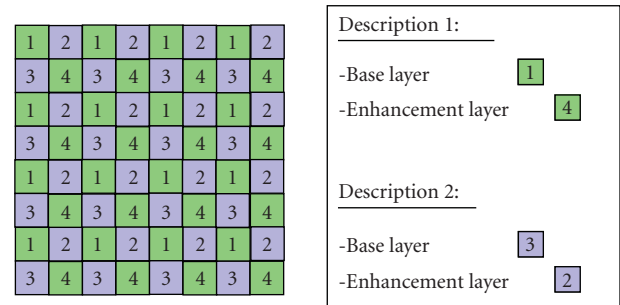 1 2 1 2 1 2 1 2
3 4 3 4 3 4 3 4
1 2 1 2 1 2 1 2
3 4 3 4 3 4 3 4
1 2 1 2 1 2 1 2
3 4 3 4 3 4 3 4
1 2 1 2 1 2 1 2
3 4 3 4 3 4 3 4
Description 1:
-Base layer 1
-Enhancement layer 4
Description 2:
-Base layer 3
-Enhancement layer 2